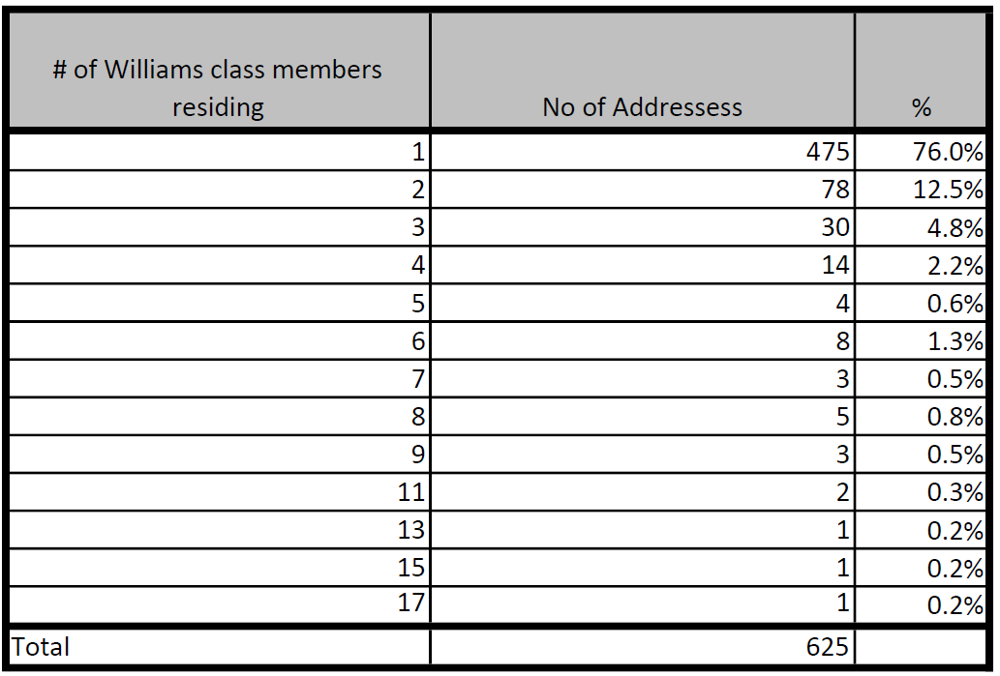 # of Williams class members
residing No of Addressess %
1 475 76.0%
2 78 12.5%
3 30 4.8%
4 14 2.2%
5 4 0.6%
6 8 1.3%
7 3 0.5%
8 5 0.8%
9 3 0.5%
11 2 0.3%
13 1 0.2%
15 1 0.2%
17 1 0.2%
Total 625